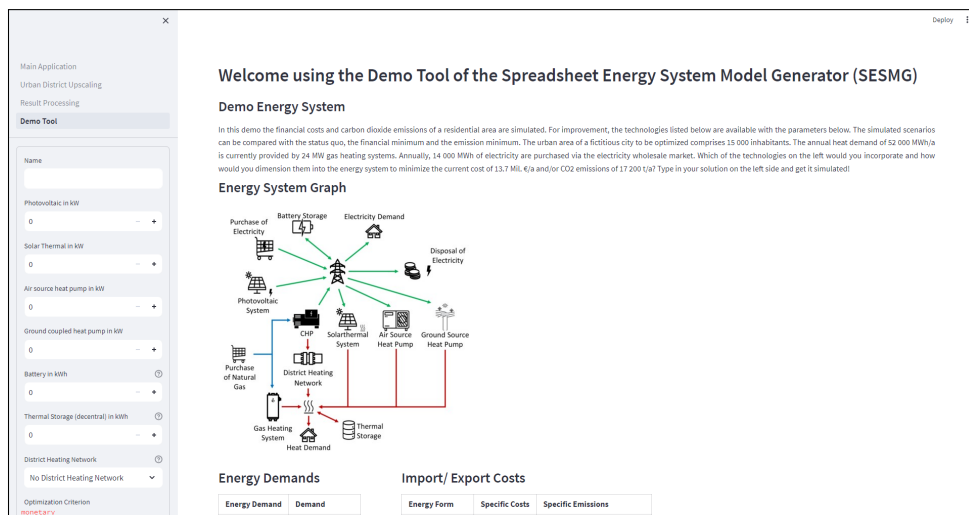 ×
Deploy
Main Application
Urban District Upscaling
Result Processing
Demo Tool
Name
Photovoltaic in kW
0 − +
Solar Thermal in kW
0 − +
Air source heat pump in kW
0 − +
Ground coupled heat pump in kW
0 − +
Battery in kWh
0 − +
Thermal Storage (decentral) in kWh
0 − +
District Heating Network
No District Heating Network
Optimization Criterion
monetary
Welcome using the Demo Tool of the Spreadsheet Energy System Model Generator (SESMG)
Demo Energy System
In this demo the financial costs and carbon dioxide emissions of a residential area are simulated. For improvement, the technologies listed below are available with the parameters below. The simulated scenarios
can be compared with the status quo, the financial minimum and the emission minimum. The urban area of a fictitious city to be optimized comprises 15 000 inhabitants. The annual heat demand of 52 000 MWh/a
is currently provided by 24 MW gas heating systems. Annually, 14 000 MWh of electricity are purchased via the electricity wholesale market. Which of the technologies on the left would you incorporate and how
would you dimension them into the energy system to minimize the current cost of 13.7 Mil. €/a and/or CO2 emissions of 17 200 t/a? Type in your solution on the left side and get it simulated!
Energy System Graph
Purchase of
Electricity
Battery Storage
Electricity Demand
Disposal of
Electricity
Photovoltaic
System
CHP
Solarthermal
System
Air Source
Heat Pump
Ground Source
Heat Pump
Purchase
of Natural
Gas
District Heating
Network
Gas Heating
System
Heat Demand
Thermal
Storage
Energy Demands
Energy Demand Demand
Import/ Export Costs
Energy Form Specific Costs Specific Emissions